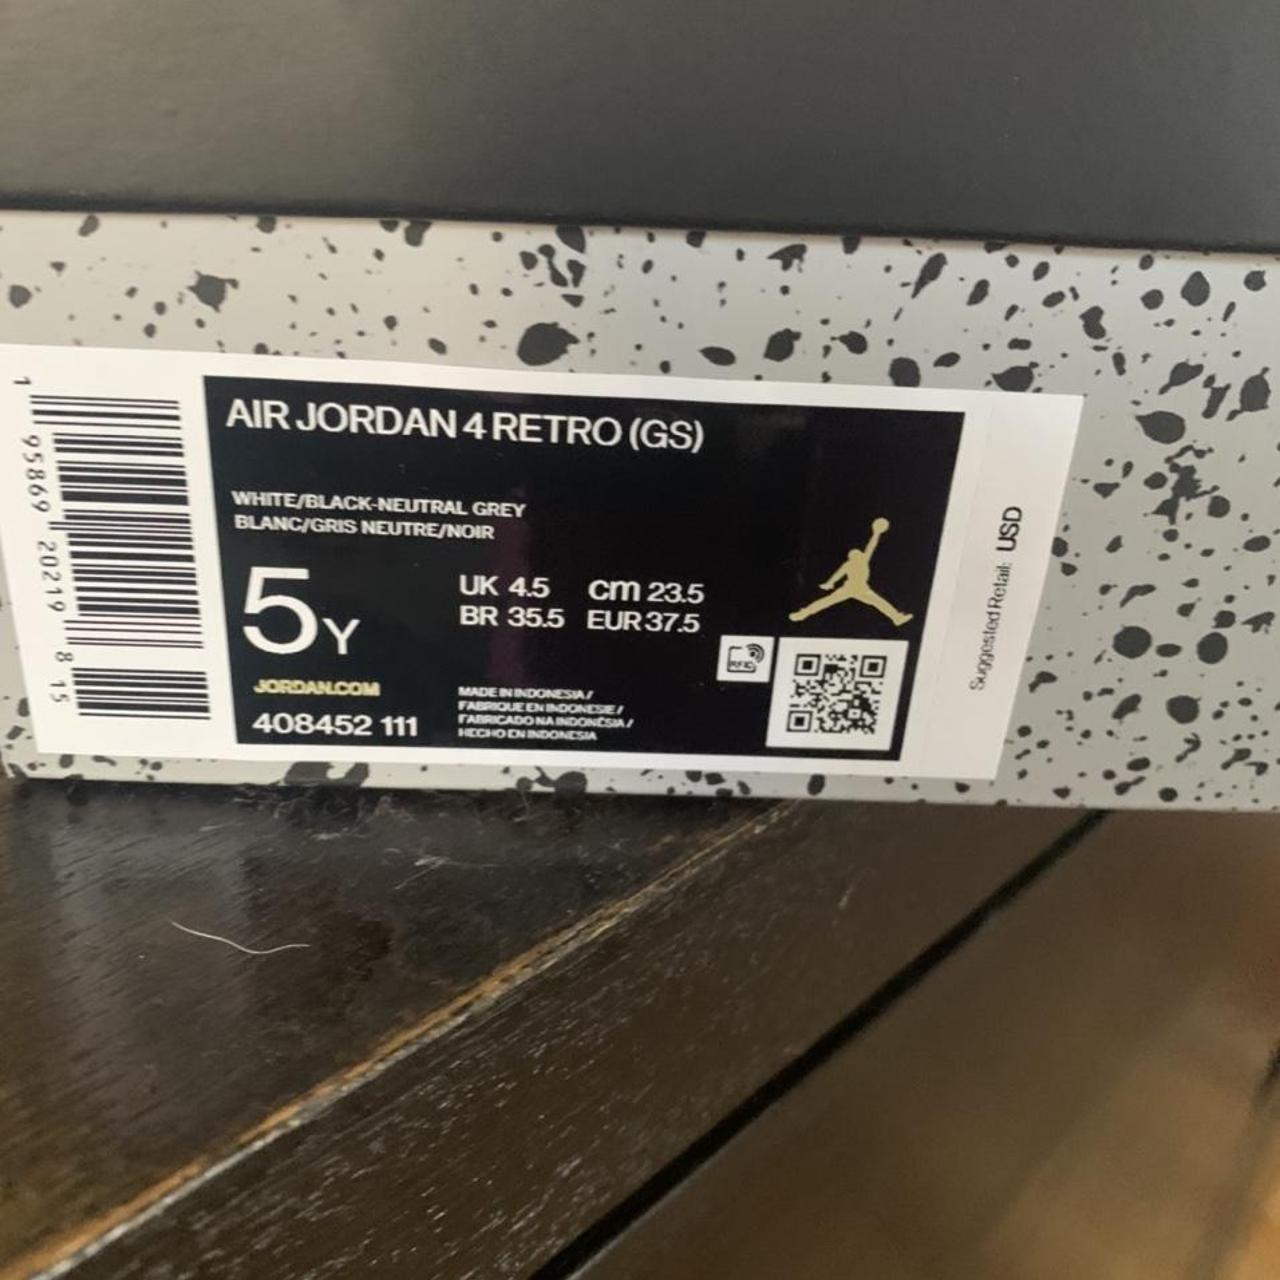 AIR JORDAN 4 RETRO (GS)
WHITE/BLACK-NEUTRAL GREY
BLANC/GRIS NEUTRE/NOIR
5Y
UK 4.5 cm 23.5
BR 35.5 EUR 37.5
RFID
JORDAN.COM
408452 111
MADE IN INDONESIA /
FABRIQUE EN INDONESIE /
FABRICADO NA INDONÉSIA /
HECHO EN INDONESIA
Suggested Retail: USD
1 95869 20219 8 15